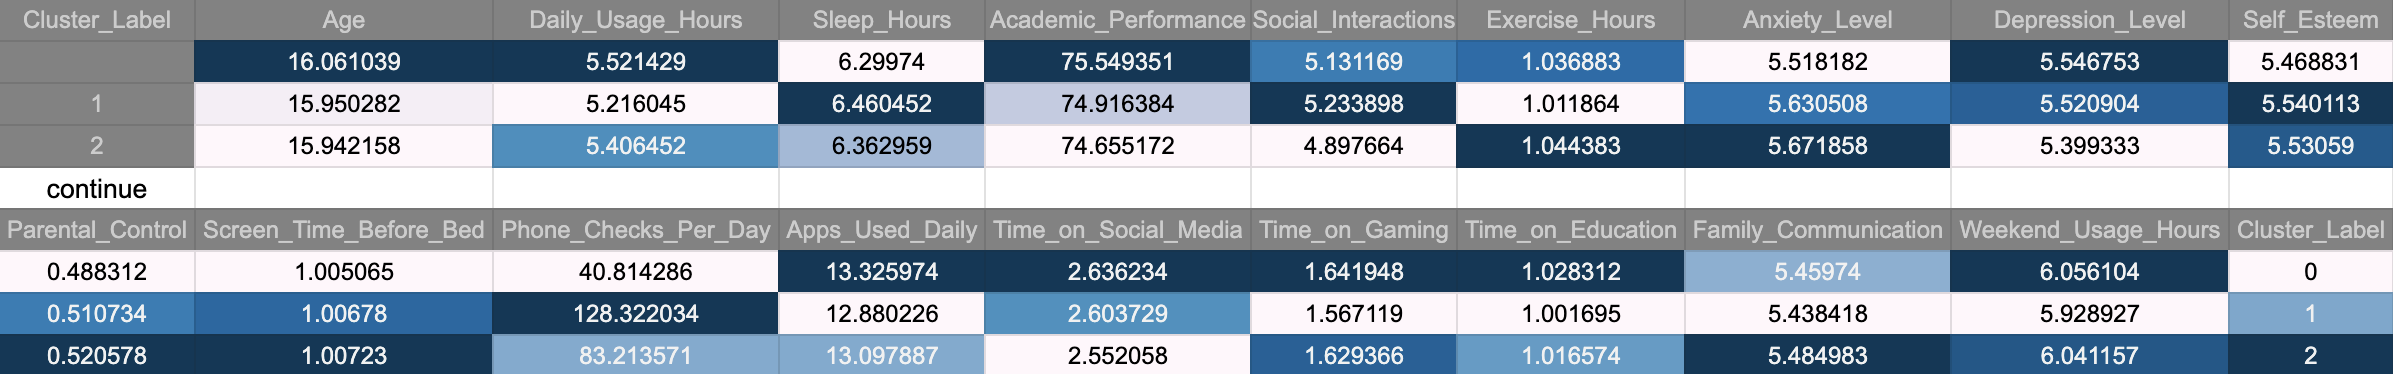 Cluster_Label Age Daily_Usage_Hours Sleep_Hours Academic_Performance Social_Interactions Exercise_Hours Anxiety_Level Depression_Level Self_Esteem
16.061039 5.521429 6.29974 75.549351 5.131169 1.036883 5.518182 5.546753 5.468831
1 15.950282 5.216045 6.460452 74.916384 5.233898 1.011864 5.630508 5.520904 5.540113
2 15.942158 5.406452 6.362959 74.655172 4.897664 1.044383 5.671858 5.399333 5.53059
continue
Parental_Control Screen_Time_Before_Bed Phone_Checks_Per_Day Apps_Used_Daily Time_on_Social_Media Time_on_Gaming Time_on_Education Family_Communication Weekend_Usage_Hours Cluster_Label
0.488312 1.005065 40.814286 13.325974 2.636234 1.641948 1.028312 5.45974 6.056104 0
0.510734 1.00678 128.322034 12.880226 2.603729 1.567119 1.001695 5.438418 5.928927 1
0.520578 1.00723 83.213571 13.097887 2.552058 1.629366 1.016574 5.484983 6.041157 2